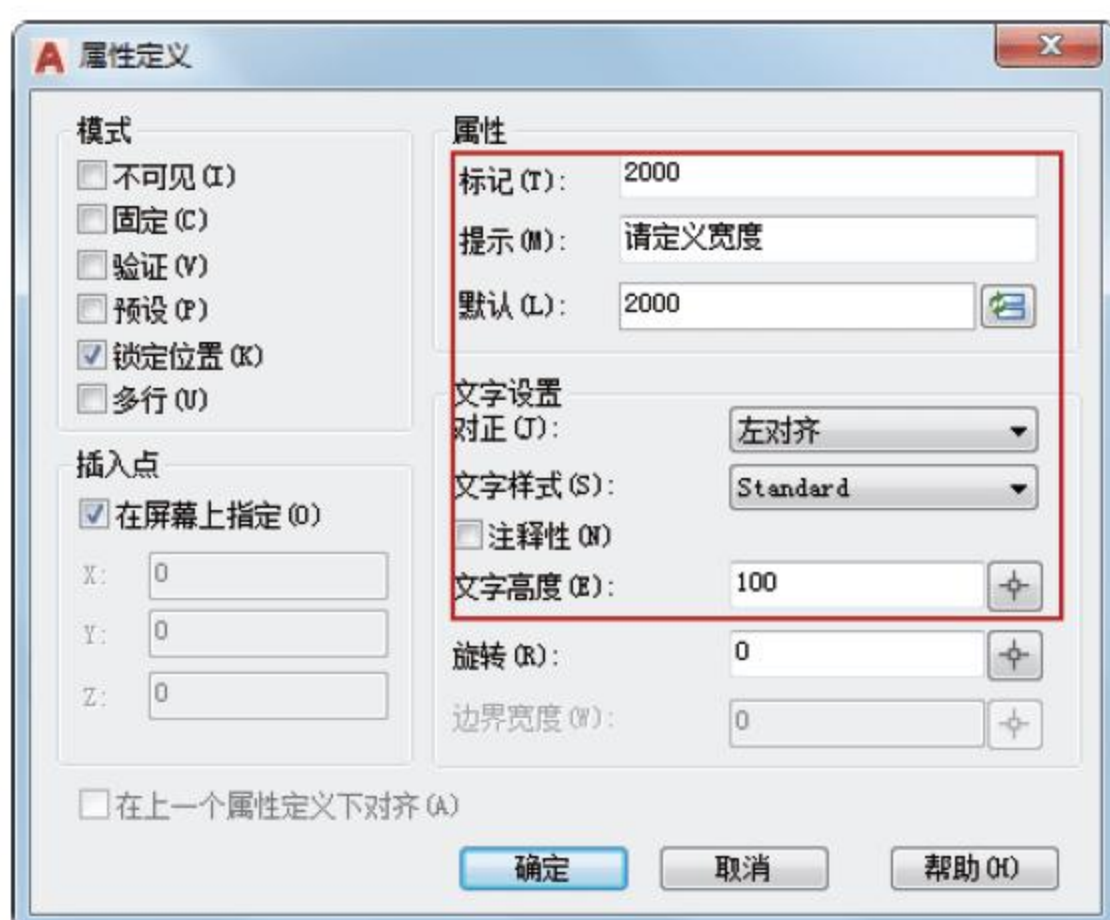 属性定义
模式
不可见(I)
固定(C)
验证(V)
预设(P)
锁定位置(K)
多行(U)
插入点
在屏幕上指定(O)
X: 0
Y: 0
Z: 0
属性
标记(T): 2000
提示(M): 请定义宽度
默认(L): 2000
文字设置
对正(J): 左对齐
文字样式(S): Standard
注释性(N)
文字高度(E): 100
旋转(R): 0
边界宽度(W): 0
在上一个属性定义下对齐(A)
确定 取消 帮助(H)